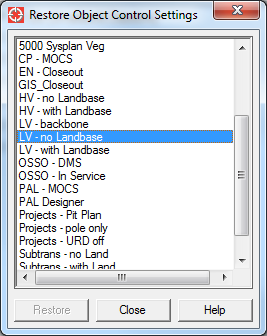 Restore Object Control Settings
5000 Sysplan Veg
CP - MOCS
EN - Closeout
GIS_Closeout
HV - no Landbase
HV - with Landbase
LV - backbone
LV - no Landbase
LV - with Landbase
OSSO - DMS
OSSO - In Service
PAL - MOCS
PAL Designer
Projects - Pit Plan
Projects - pole only
Projects - URD off
Subtrans - no Land
Subtrans - with Land
Restore Close Help